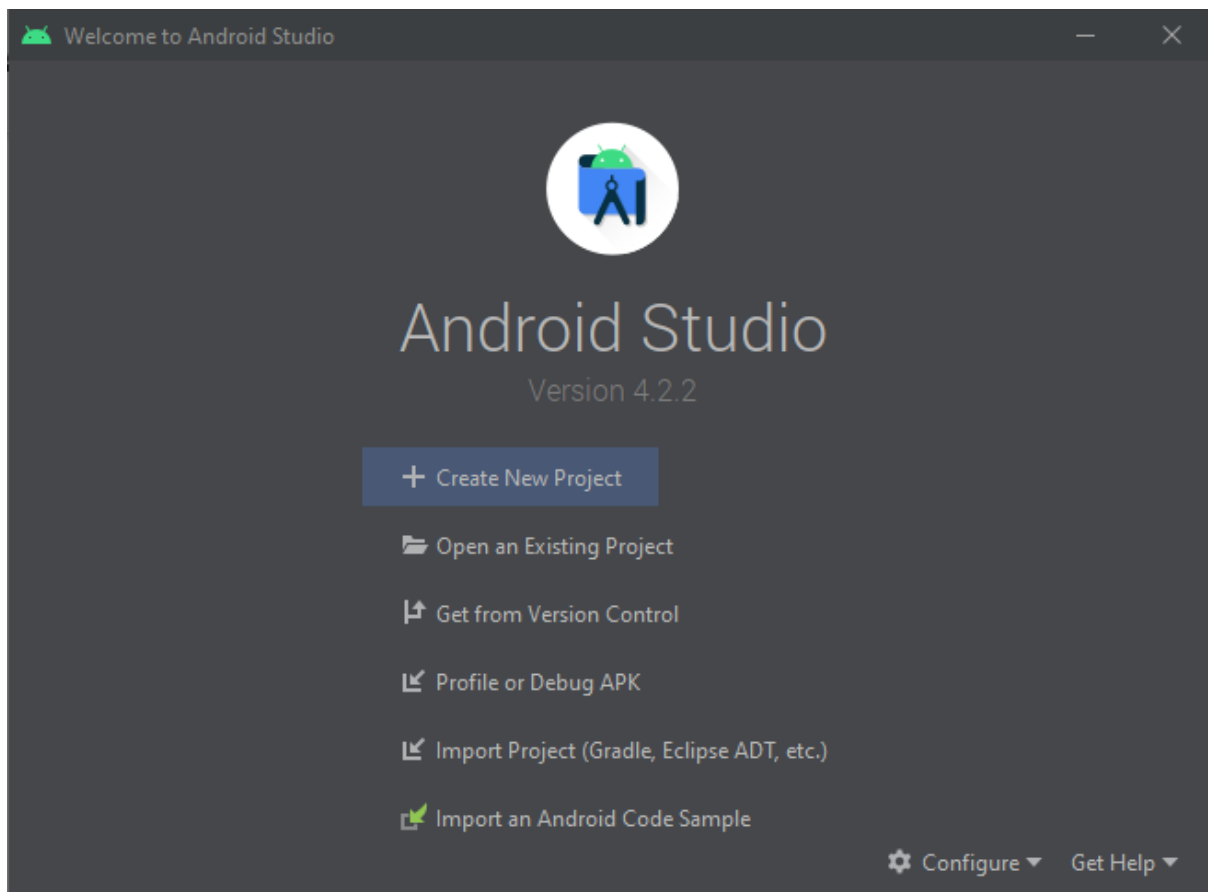 Welcome to Android Studio
Android Studio
Version 4.2.2
Create New Project
Open an Existing Project
Get from Version Control
Profile or Debug APK
Import Project (Gradle, Eclipse ADT, etc.)
Import an Android Code Sample
Configure Get Help